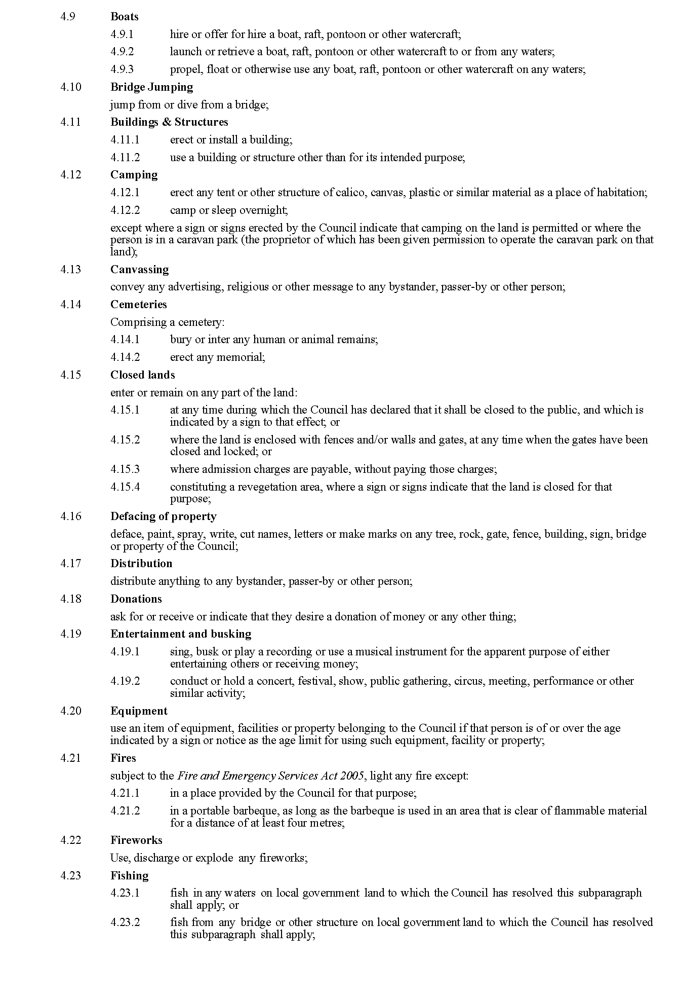 4.9 Boats
4.9.1 hire or offer for hire a boat, raft, pontoon or other watercraft;
4.9.2 launch or retrieve a boat, raft, pontoon or other watercraft to or from any waters;
4.9.3 propel, float or otherwise use any boat, raft, pontoon or other watercraft on any waters;
4.10 Bridge Jumping
jump from or dive from a bridge;
4.11 Buildings & Structures
4.11.1 erect or install a building;
4.11.2 use a building or structure other than for its intended purpose;
4.12 Camping
4.12.1 erect any tent or other structure of calico, canvas, plastic or similar material as a place of habitation;
4.12.2 camp or sleep overnight;
except where a sign or signs erected by the Council indicate that camping on the land is permitted or where the
person is in a caravan park (the proprietor of which has been given permission to operate the caravan park on that
land);
4.13 Canvassing
convey any advertising, religious or other message to any bystander, passer-by or other person;
4.14 Cemeteries
Comprising a cemetery:
4.14.1 bury or inter any human or animal remains;
4.14.2 erect any memorial;
4.15 Closed lands
enter or remain on any part of the land:
4.15.1 at any time during which the Council has declared that it shall be closed to the public, and which is
indicated by a sign to that effect; or
4.15.2 where the land is enclosed with fences and/or walls and gates, at any time when the gates have been
closed and locked; or
4.15.3 where admission charges are payable, without paying those charges;
4.15.4 constituting a revegetation area, where a sign or signs indicate that the land is closed for that
purpose;
4.16 Defacing of property
deface, paint, spray, write, cut names, letters or make marks on any tree, rock, gate, fence, building, sign, bridge
or property of the Council;
4.17 Distribution
distribute anything to any bystander, passer-by or other person;
4.18 Donations
ask for or receive or indicate that they desire a donation of money or any other thing;
4.19 Entertainment and busking
4.19.1 sing, busk or play a recording or use a musical instrument for the apparent purpose of either
entertaining others or receiving money;
4.19.2 conduct or hold a concert, festival, show, public gathering, circus, meeting, performance or other
similar activity;
4.20 Equipment
use an item of equipment, facilities or property belonging to the Council if that person is of or over the age
indicated by a sign or notice as the age limit for using such equipment, facility or property;
4.21 Fires
subject to the Fire and Emergency Services Act 2005, light any fire except:
4.21.1 in a place provided by the Council for that purpose;
4.21.2 in a portable barbeque, as long as the barbeque is used in an area that is clear of flammable material
for a distance of at least four metres;
4.22 Fireworks
Use, discharge or explode any fireworks;
4.23 Fishing
4.23.1 fish in any waters on local government land to which the Council has resolved this subparagraph
shall apply; or
4.23.2 fish from any bridge or other structure on local government land to which the Council has resolved
this subparagraph shall apply;